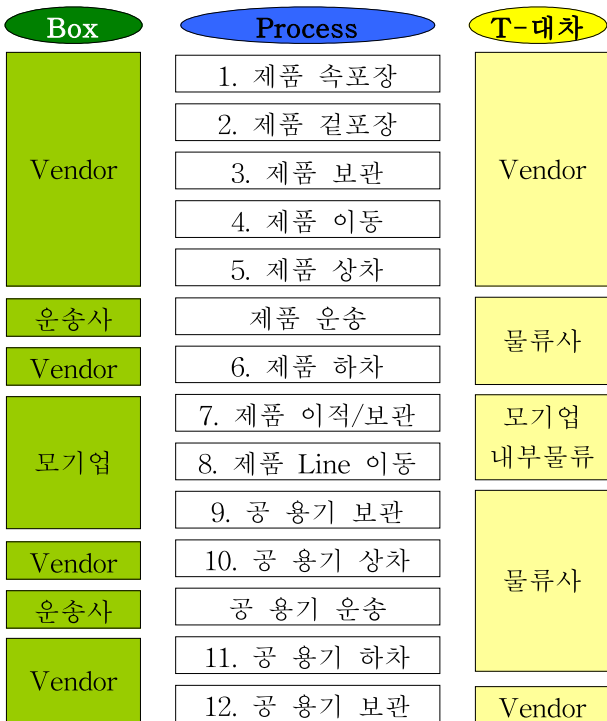 Box Process T-대차
Vendor
1. 제품 속포장
2. 제품 겉포장
3. 제품 보관
4. 제품 이동
5. 제품 상차
Vendor
운송사
제품 운송
물류사
Vendor
6. 제품 하차
모기업
7. 제품 이적/보관
8. 제품 Line 이동
9. 공 용기 보관
모기업
내부물류
Vendor
10. 공 용기 상차
물류사
운송사
공 용기 운송
Vendor
11. 공 용기 하차
12. 공 용기 보관
Vendor